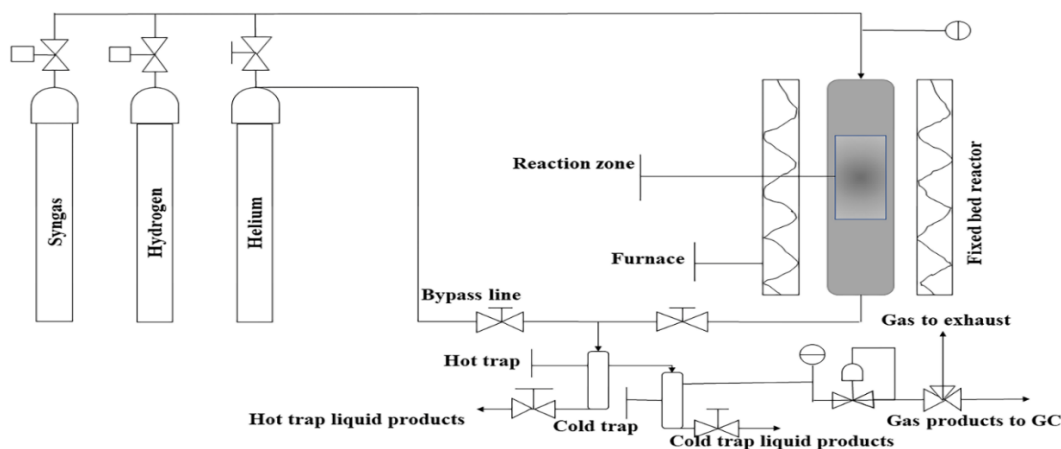 Syngas
Hydrogen
Helium
Reaction zone
Fixed bed reactor
Furnace
Bypass line
Gas to exhaust
Hot trap
Hot trap liquid products
Cold trap
Cold trap liquid products
Gas products to GC